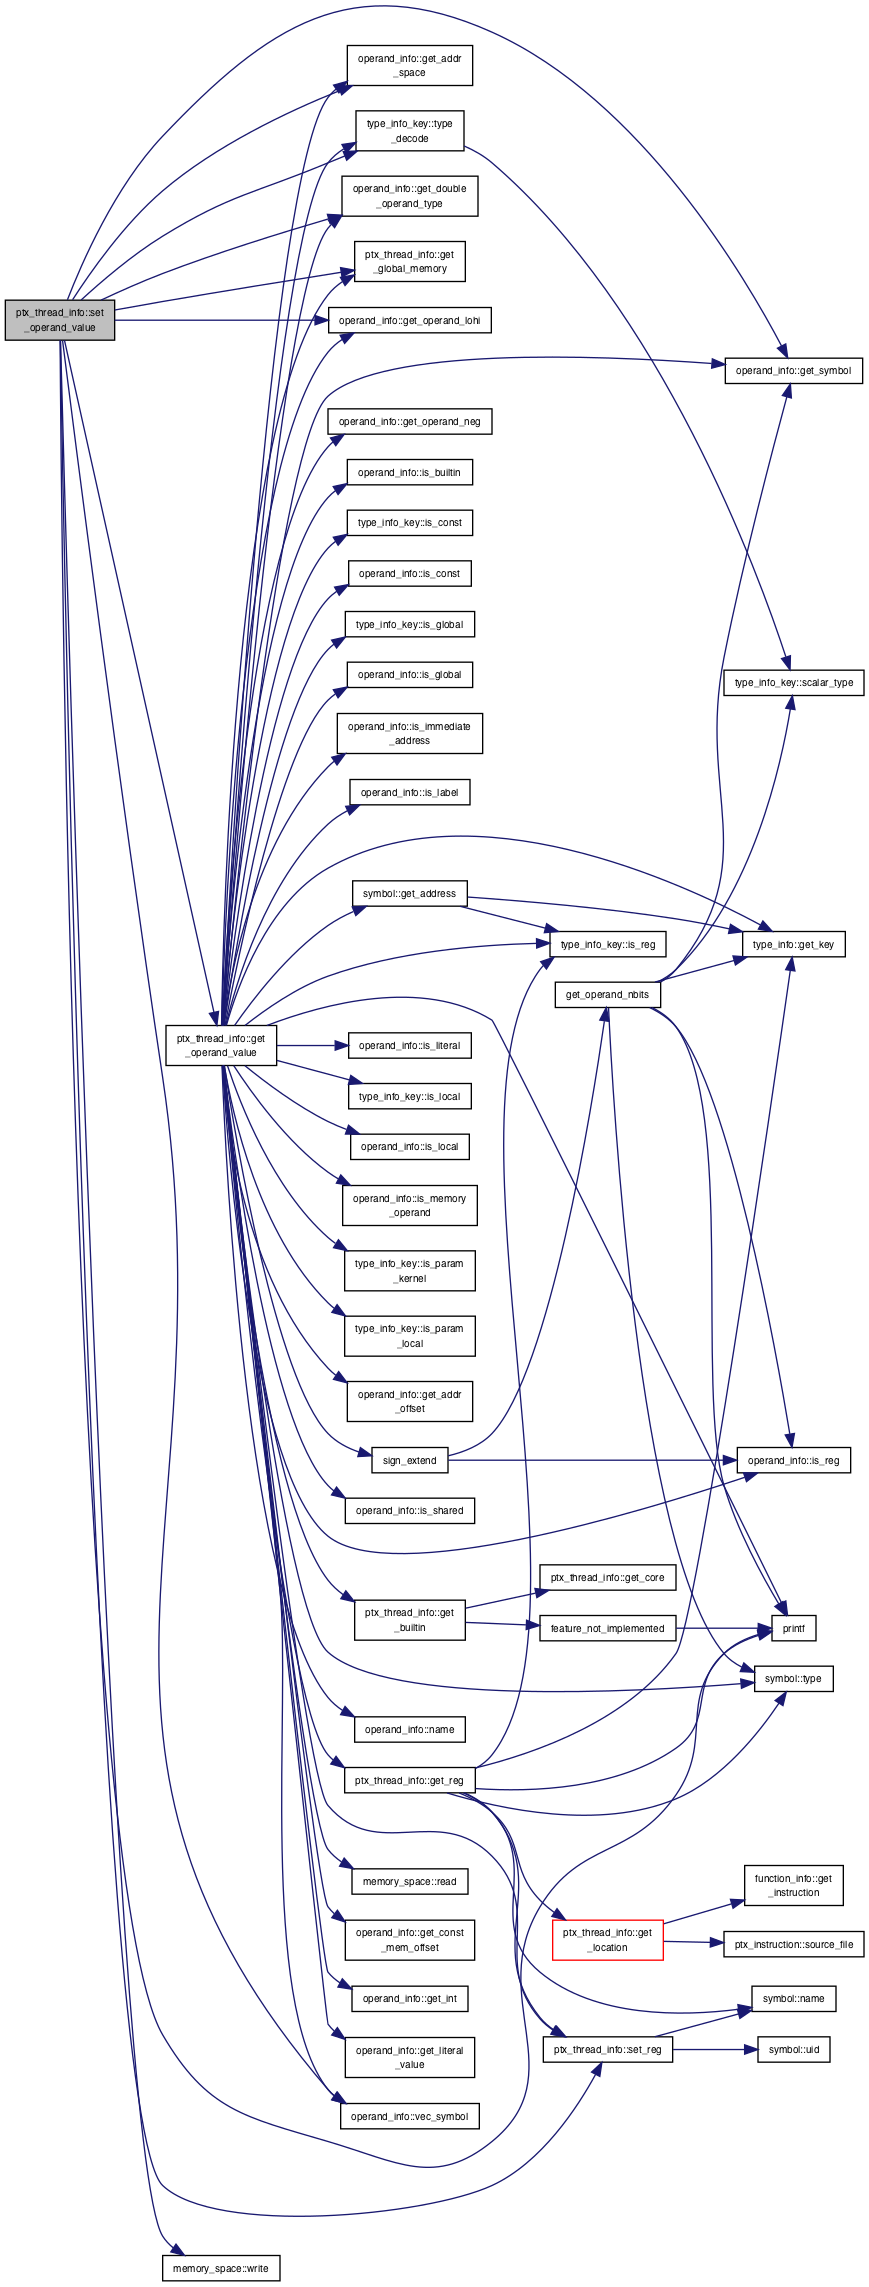 operand_info::get_addr
_space
type_info_key::type
_decode
operand_info::get_double
_operand_type
ptx_thread_info::get
_global_memory
ptx_thread_info::set
_operand_value
operand_info::get_operand_lohi
operand_info::get_symbol
operand_info::get_operand_neg
operand_info::is_builtin
type_info_key::is_const
operand_info::is_const
type_info_key::is_global
operand_info::is_global
type_info_key::scalar_type
operand_info::is_immediate
_address
operand_info::is_label
symbol::get_address
type_info_key::is_reg
type_info::get_key
get_operand_nbits
ptx_thread_info::get
_operand_value
operand_info::is_literal
type_info_key::is_local
operand_info::is_local
operand_info::is_memory
_operand
type_info_key::is_param
_kernel
type_info_key::is_param
_local
operand_info::get_addr
_offset
sign_extend
operand_info::is_reg
operand_info::is_shared
ptx_thread_info::get_core
ptx_thread_info::get
_builtin
feature_not_implemented
printf
symbol::type
operand_info::name
ptx_thread_info::get_reg
memory_space::read
function_info::get
_instruction
operand_info::get_const
_mem_offset
ptx_thread_info::get
_location
ptx_instruction::source_file
operand_info::get_int
symbol::name
operand_info::get_literal
_value
ptx_thread_info::set_reg
symbol::uid
operand_info::vec_symbol
memory_space::write